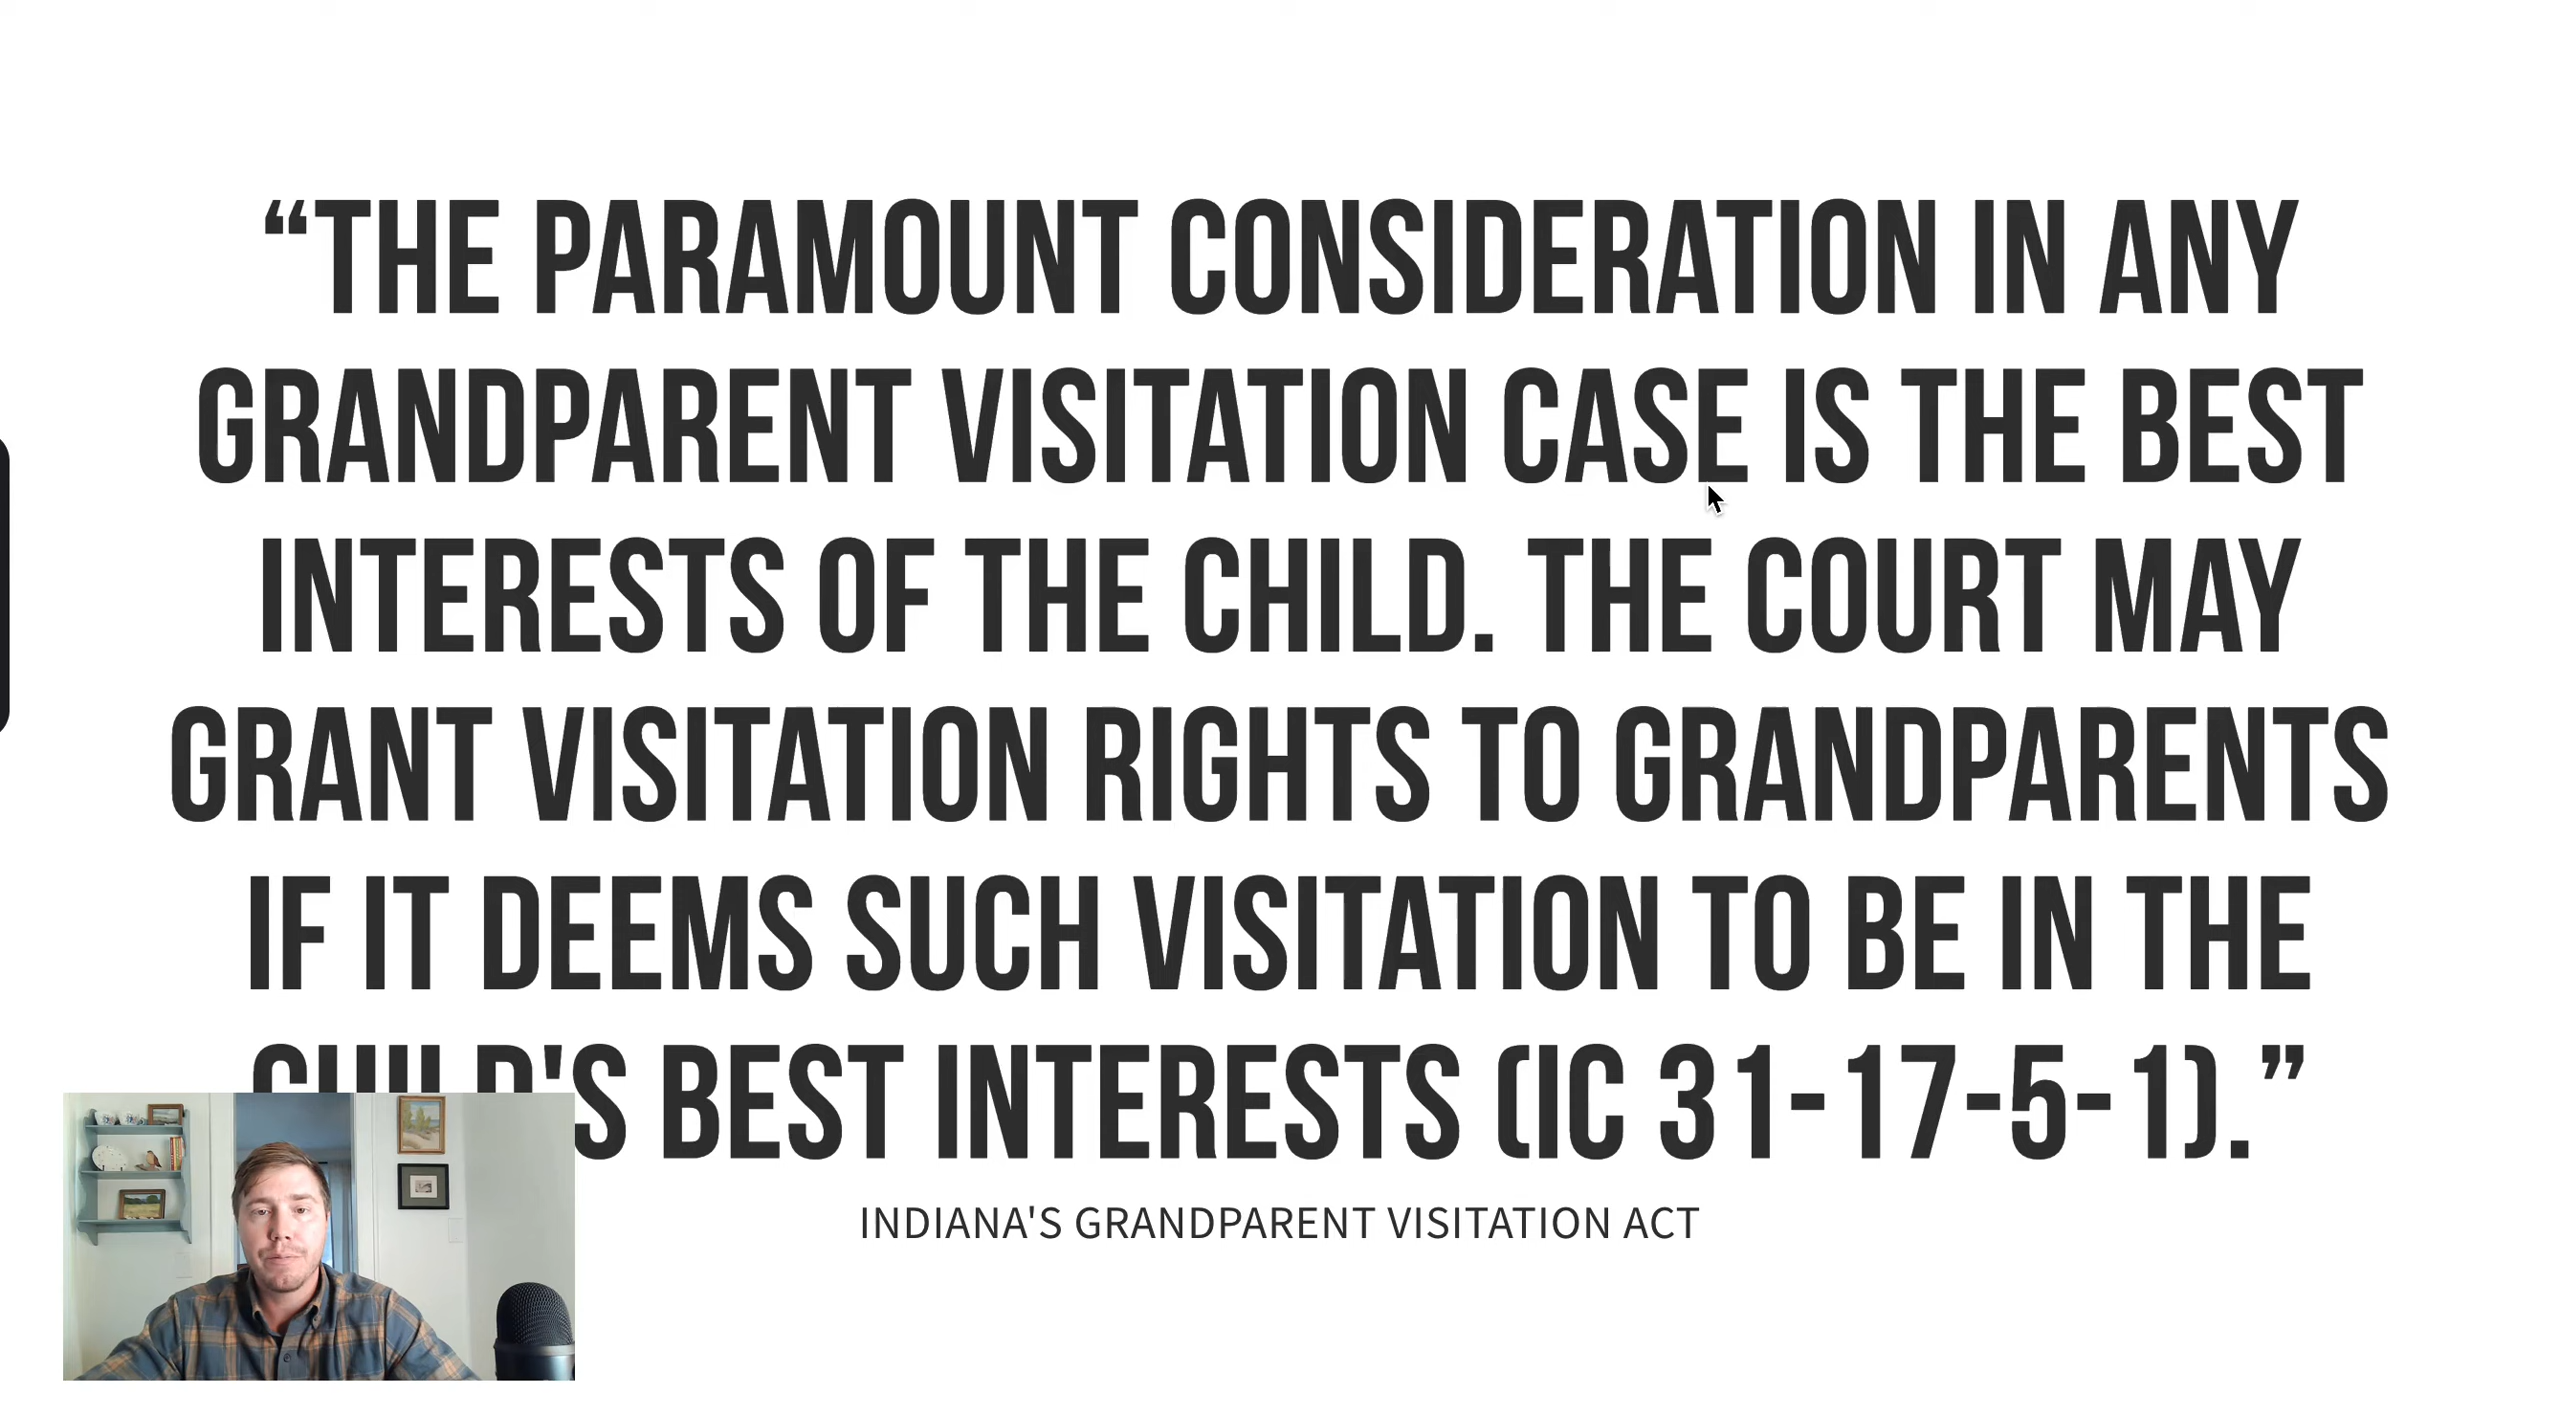 “THE PARAMOUNT CONSIDERATION IN ANY
GRANDPARENT VISITATION CASE IS THE BEST
INTERESTS OF THE CHILD. THE COURT MAY
GRANT VISITATION RIGHTS TO GRANDPARENTS
IF IT DEEMS SUCH VISITATION TO BE IN THE
CHILD'S BEST INTERESTS (IC 31-17-5-1).”
INDIANA'S GRANDPARENT VISITATION ACT